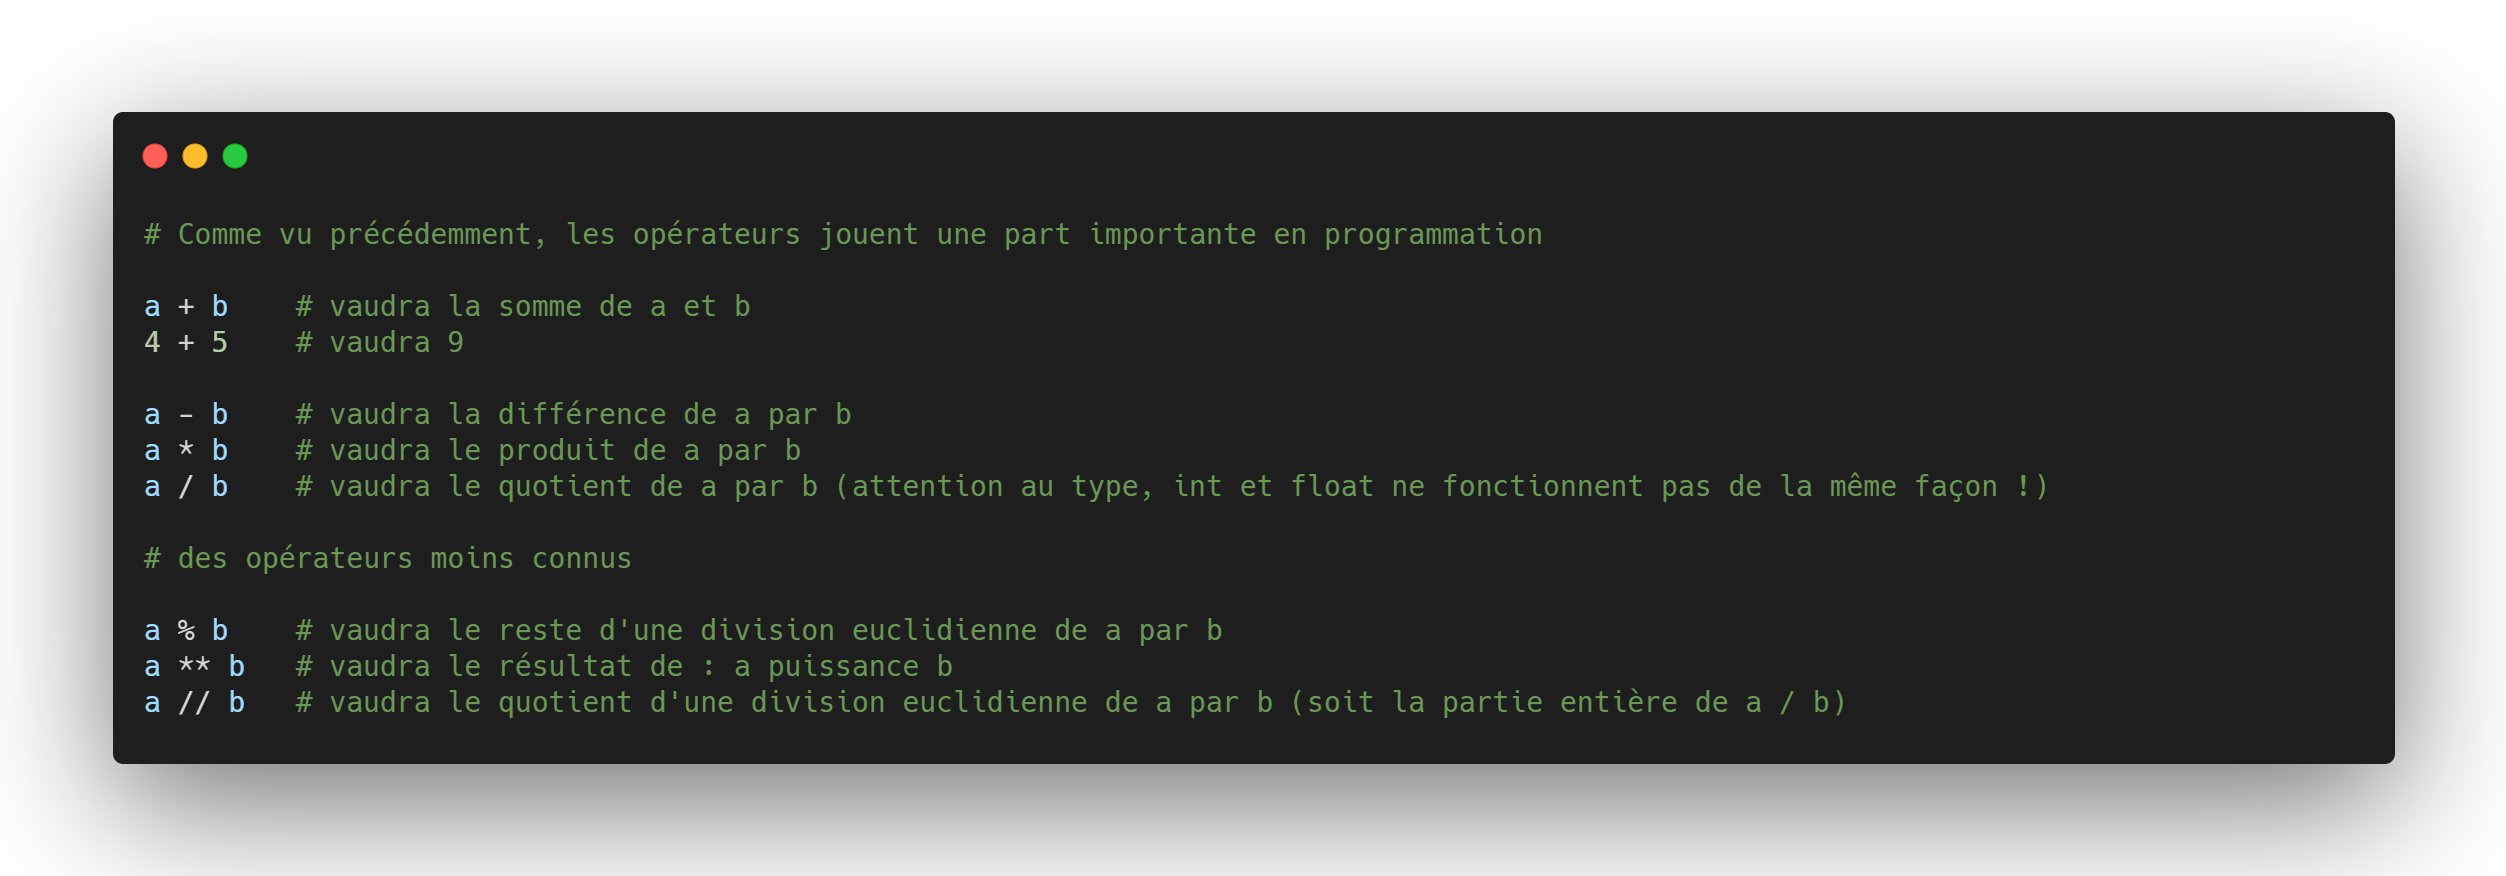 # Comme vu précédemment, les opérateurs jouent une part importante en programmation
a + b    # vaudra la somme de a et b
4 + 5    # vaudra 9
a - b    # vaudra la différence de a par b
a * b    # vaudra le produit de a par b
a / b    # vaudra le quotient de a par b (attention au type, int et float ne fonctionnent pas de la même façon !)
# des opérateurs moins connus
a % b    # vaudra le reste d'une division euclidienne de a par b
a ** b   # vaudra le résultat de : a puissance b
a // b   # vaudra le quotient d'une division euclidienne de a par b (soit la partie entière de a / b)